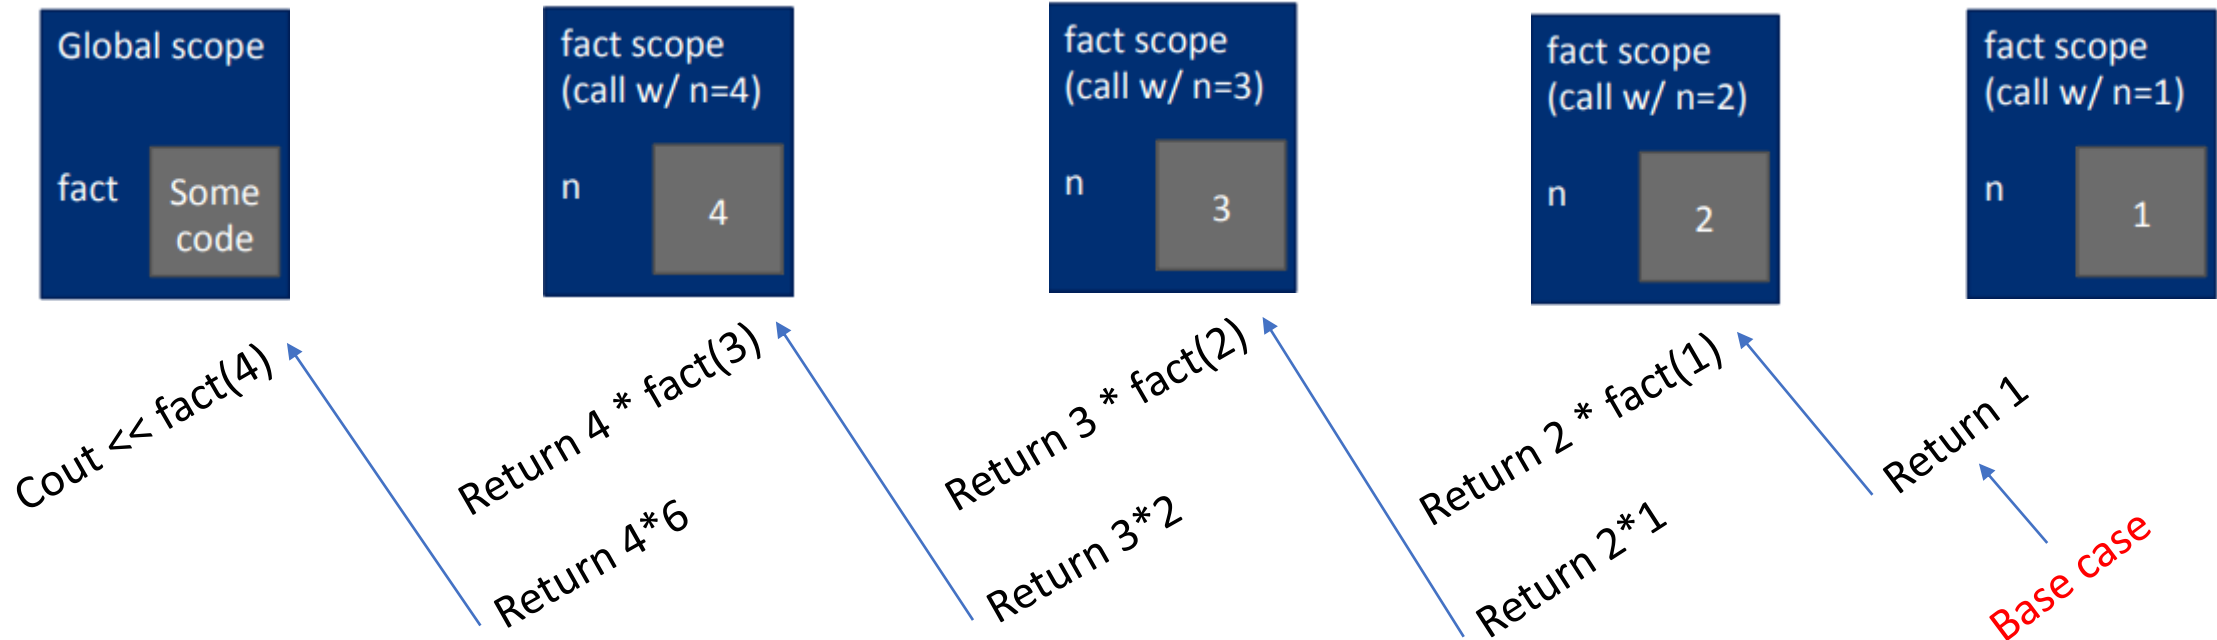 Global scope
fact
Some
code
fact scope
(call w/ n=4)
n
4
fact scope
(call w/ n=3)
n
3
fact scope
(call w/ n=2)
n
2
fact scope
(call w/ n=1)
n
1
Cout << fact(4)
Return 4 * fact(3)
Return 4*6
Return 3 * fact(2)
Return 3*2
Return 2 * fact(1)
Return 2*1
Return 1
Base case